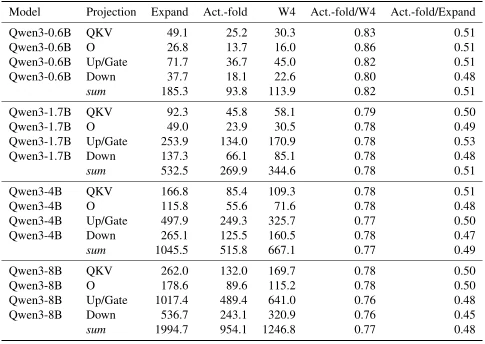 Model Projection Expand Act.-fold W4 Act.-fold/W4 Act.-fold/Expand
Qwen3-0.6B QKV 49.1 25.2 30.3 0.83 0.51
Qwen3-0.6B O 26.8 13.7 16.0 0.86 0.51
Qwen3-0.6B Up/Gate 71.7 36.7 45.0 0.82 0.51
Qwen3-0.6B Down 37.7 18.1 22.6 0.80 0.48
sum 185.3 93.8 113.9 0.82 0.51
Qwen3-1.7B QKV 92.3 45.8 58.1 0.79 0.50
Qwen3-1.7B O 49.0 23.9 30.5 0.78 0.49
Qwen3-1.7B Up/Gate 253.9 134.0 170.9 0.78 0.53
Qwen3-1.7B Down 137.3 66.1 85.1 0.78 0.48
sum 532.5 269.9 344.6 0.78 0.51
Qwen3-4B QKV 166.8 85.4 109.3 0.78 0.51
Qwen3-4B O 115.8 55.6 71.6 0.78 0.48
Qwen3-4B Up/Gate 497.9 249.3 325.7 0.77 0.50
Qwen3-4B Down 265.1 125.5 160.5 0.78 0.47
sum 1045.5 515.8 667.1 0.77 0.49
Qwen3-8B QKV 262.0 132.0 169.7 0.78 0.50
Qwen3-8B O 178.6 89.6 115.2 0.78 0.50
Qwen3-8B Up/Gate 1017.4 489.4 641.0 0.76 0.48
Qwen3-8B Down 536.7 243.1 320.9 0.76 0.45
sum 1994.7 954.1 1246.8 0.77 0.48